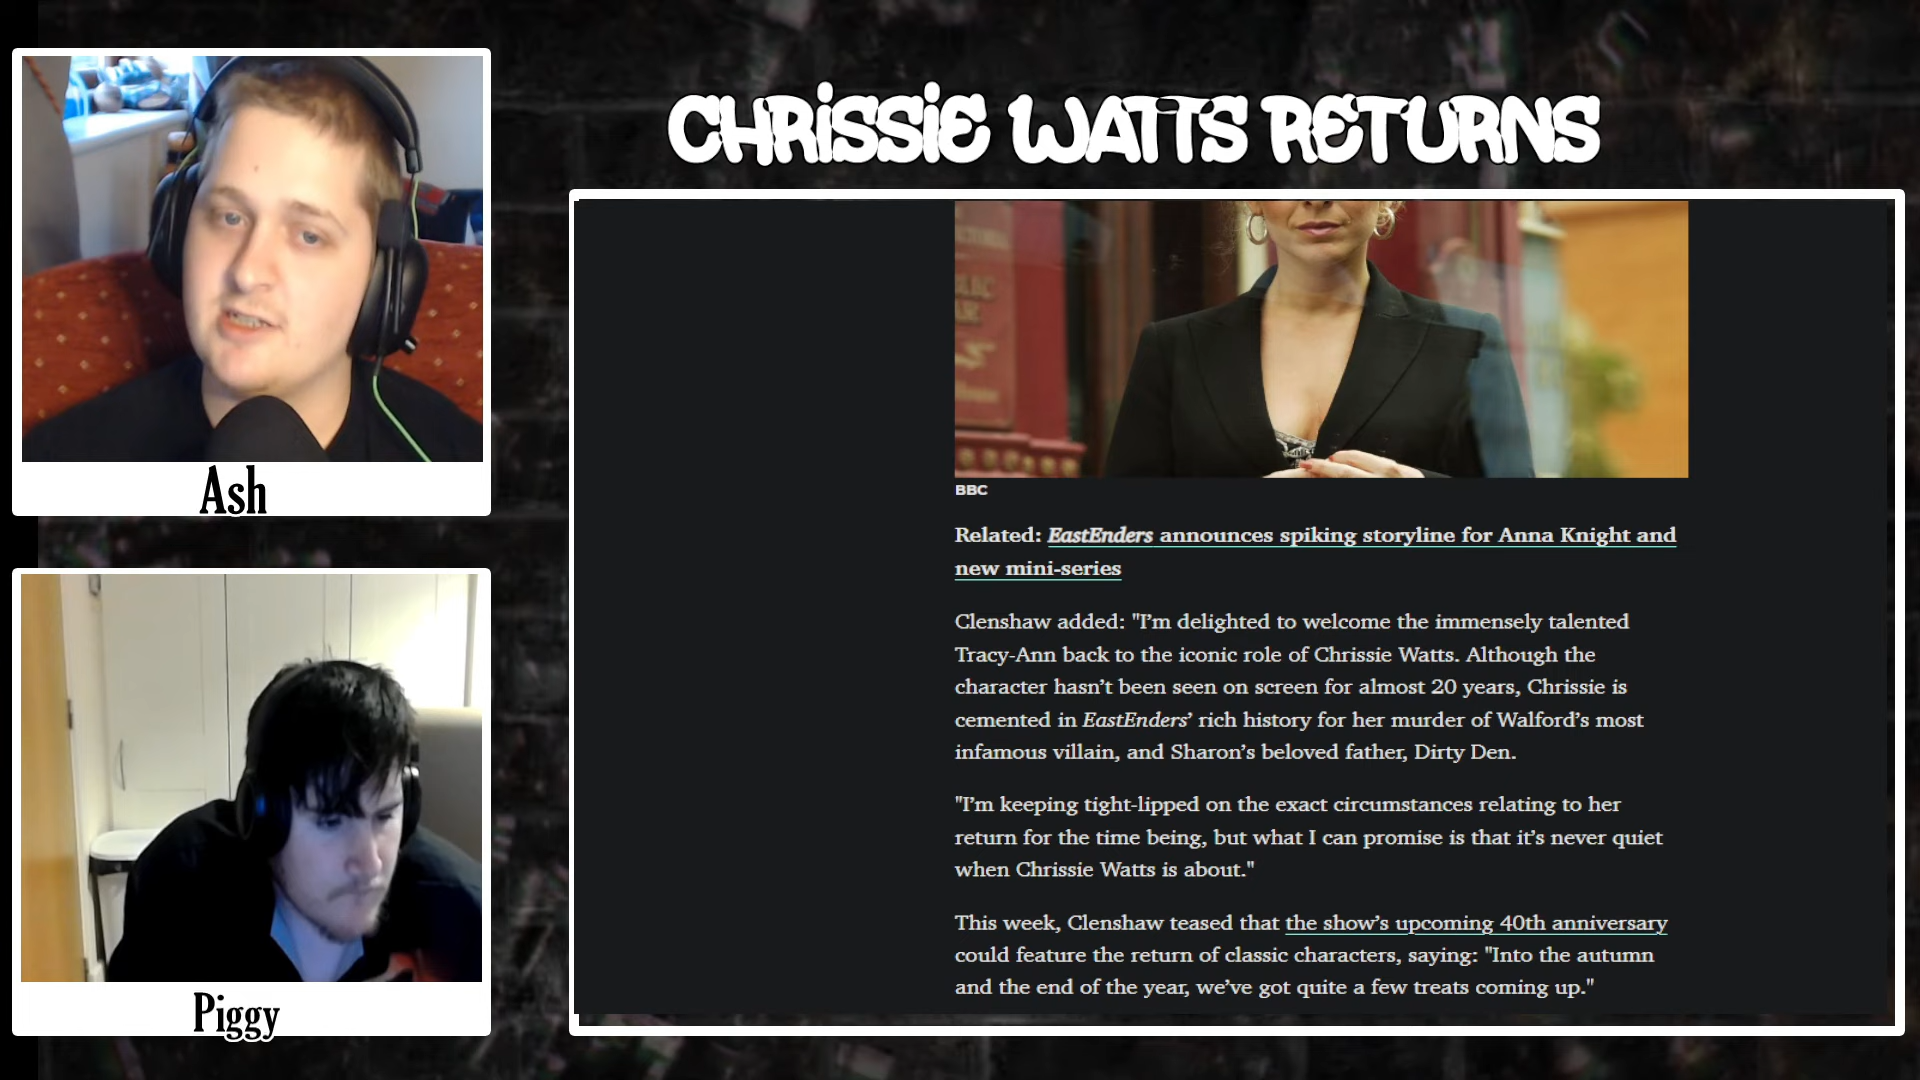 CHRISSIE WATTS RETURNS
Ash
Piggy
BBC
Related: EastEnders announces spiking storyline for Anna Knight and
new mini-series
Clenshaw added: "I'm delighted to welcome the immensely talented
Tracy-Ann back to the iconic role of Chrissie Watts. Although the
character hasn't been seen on screen for almost 20 years, Chrissie is
cemented in EastEnders' rich history for her murder of Walford's most
infamous villain, and Sharon's beloved father, Dirty Den.
"I'm keeping tight-lipped on the exact circumstances relating to her
return for the time being, but what I can promise is that it's never quiet
when Chrissie Watts is about."
This week, Clenshaw teased that the show's upcoming 40th anniversary
could feature the return of classic characters, saying: "Into the autumn
and the end of the year, we've got quite a few treats coming up."